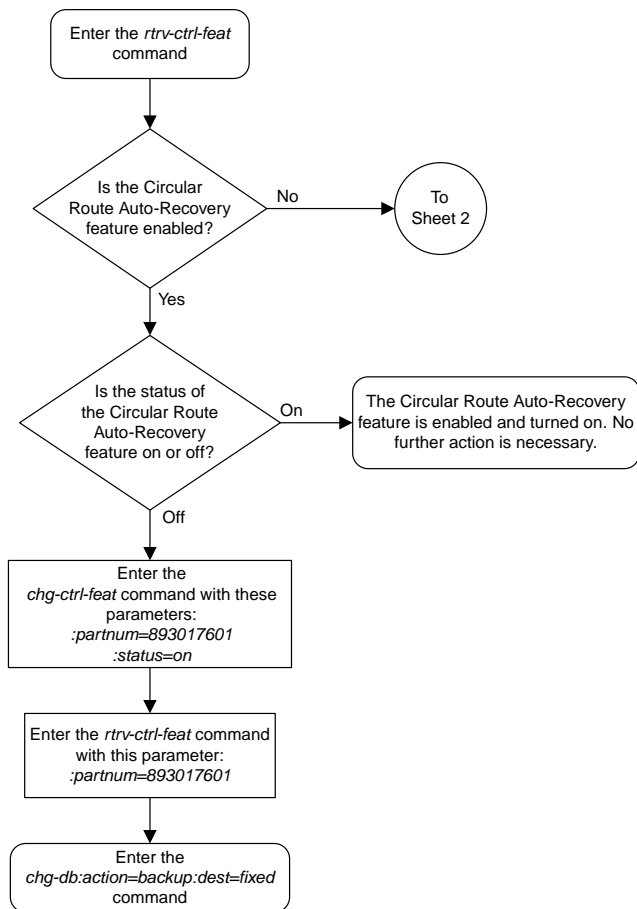 Enter the rtrv-ctrl-feat
command
Is the Circular
Route Auto-Recovery
feature enabled?
No
To
Sheet 2
Yes
Is the status of
the Circular Route
Auto-Recovery
feature on or off?
On
The Circular Route Auto-Recovery
feature is enabled and turned on. No
further action is necessary.
Off
Enter the
chg-ctrl-feat command with these
parameters:
:partnum=893017601
:status=on
Enter the rtrv-ctrl-feat command
with this parameter:
:partnum=893017601
Enter the
chg-db:action=backup:dest=fixed
command